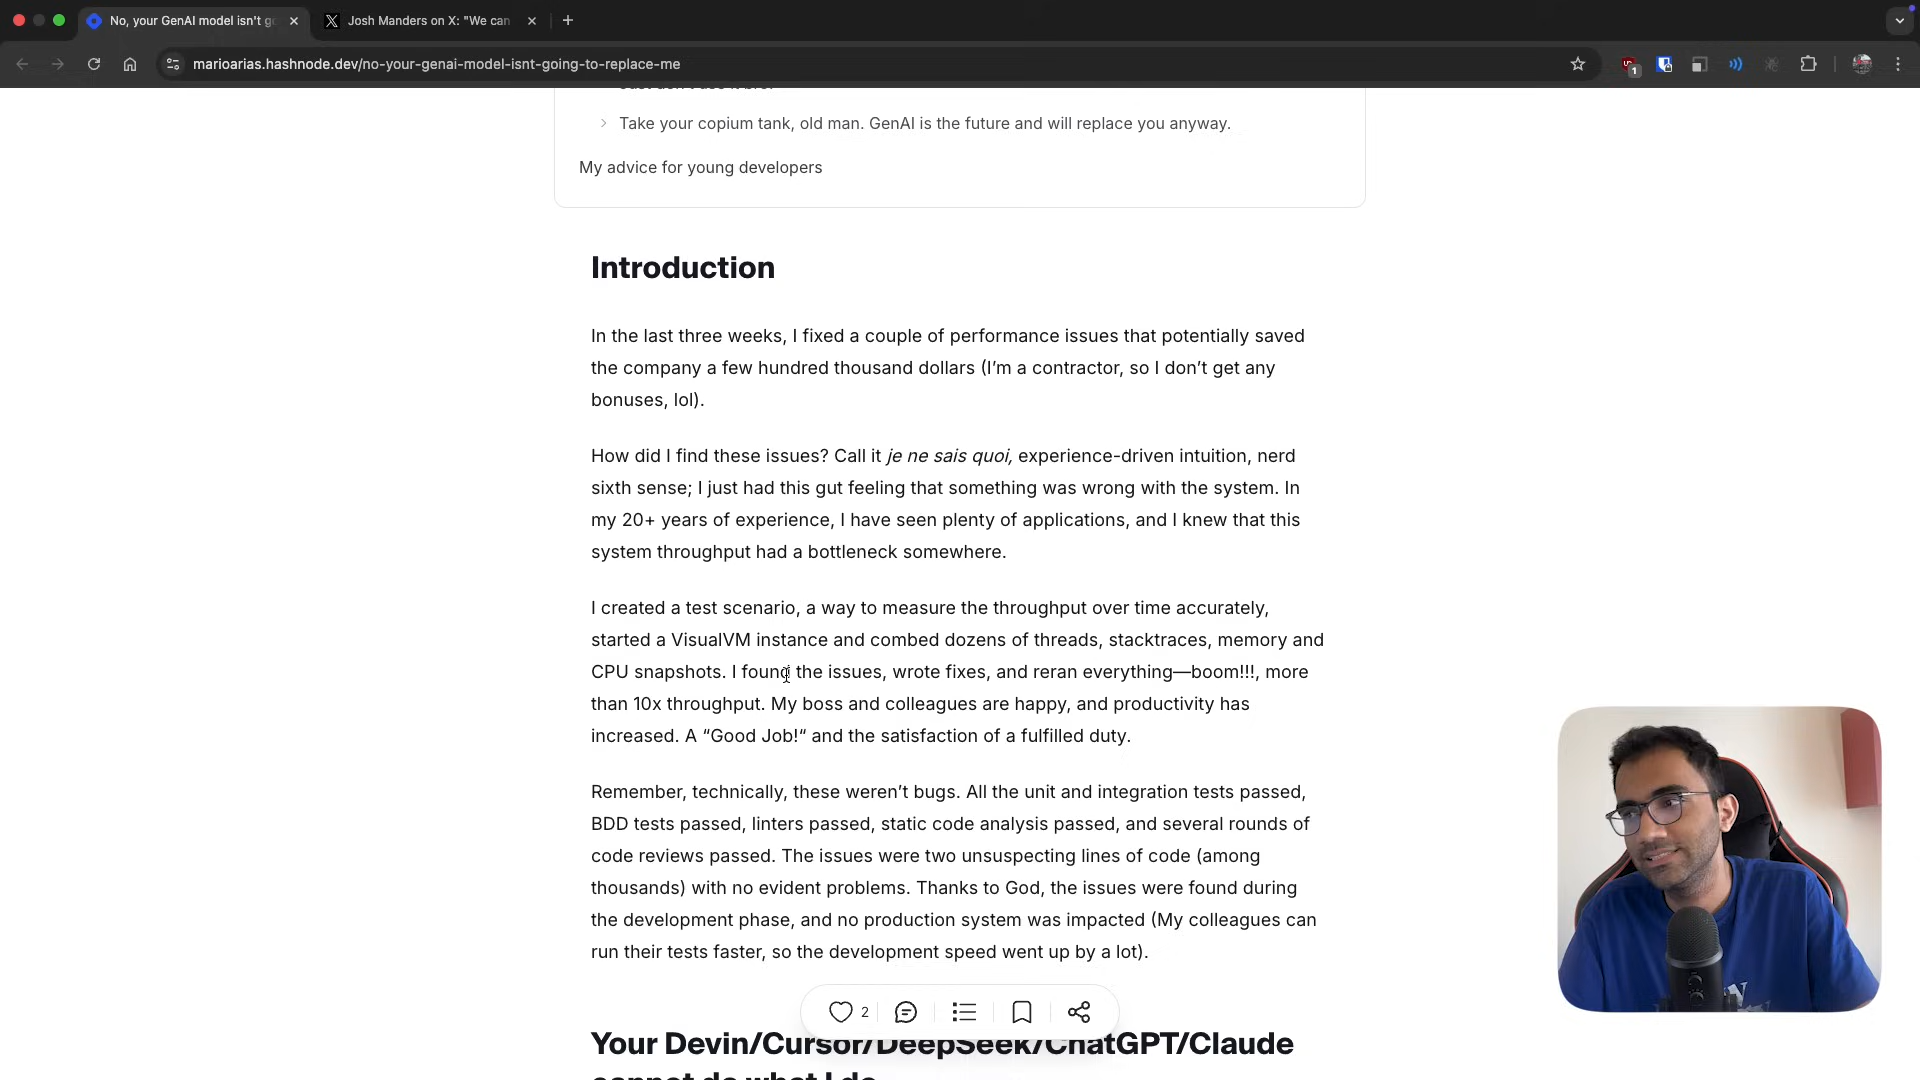 No, your GenAI model isn't g
Josh Manders on X: "We can
marioarias.hashnode.dev/no-your-genai-model-isnt-going-to-replace-me
1
Take your copium tank, old man. GenAI is the future and will replace you anyway.
My advice for young developers
Introduction
In the last three weeks, I fixed a couple of performance issues that potentially saved
the company a few hundred thousand dollars (I’m a contractor, so I don’t get any
bonuses, lol).
How did I find these issues? Call it je ne sais quoi, experience-driven intuition, nerd
sixth sense; I just had this gut feeling that something was wrong with the system. In
my 20+ years of experience, I have seen plenty of applications, and I knew that this
system throughput had a bottleneck somewhere.
I created a test scenario, a way to measure the throughput over time accurately,
started a VisualVM instance and combed dozens of threads, stacktraces, memory and
CPU snapshots. I found the issues, wrote fixes, and reran everything—boom!!!, more
than 10x throughput. My boss and colleagues are happy, and productivity has
increased. A “Good Job!“ and the satisfaction of a fulfilled duty.
Remember, technically, these weren’t bugs. All the unit and integration tests passed,
BDD tests passed, linters passed, static code analysis passed, and several rounds of
code reviews passed. The issues were two unsuspecting lines of code (among
thousands) with no evident problems. Thanks to God, the issues were found during
the development phase, and no production system was impacted (My colleagues can
run their tests faster, so the development speed went up by a lot).
2
Your Devin/Cursor/DeepSeek/ChatGPT/Claude
cannot do what I do